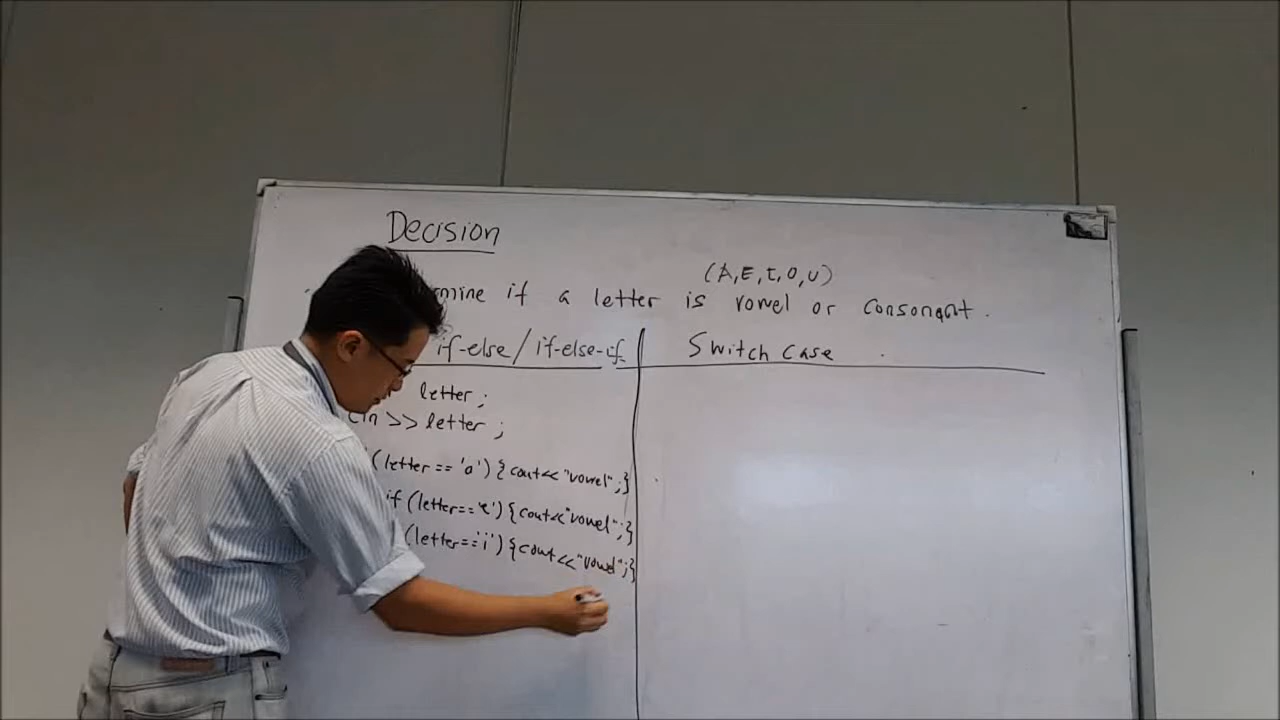 Decision
(A,E,I,O,U)
rmine if a letter is vowel or consonant.
if-else / if-else-if
Switch Case
letter ;
cin >> letter ;
(letter == 'a') { cout<< "vowel" ; }
if (letter == 'e') { cout<< "vowel" ; }
(letter == 'i') { cout << "vowel" ; }